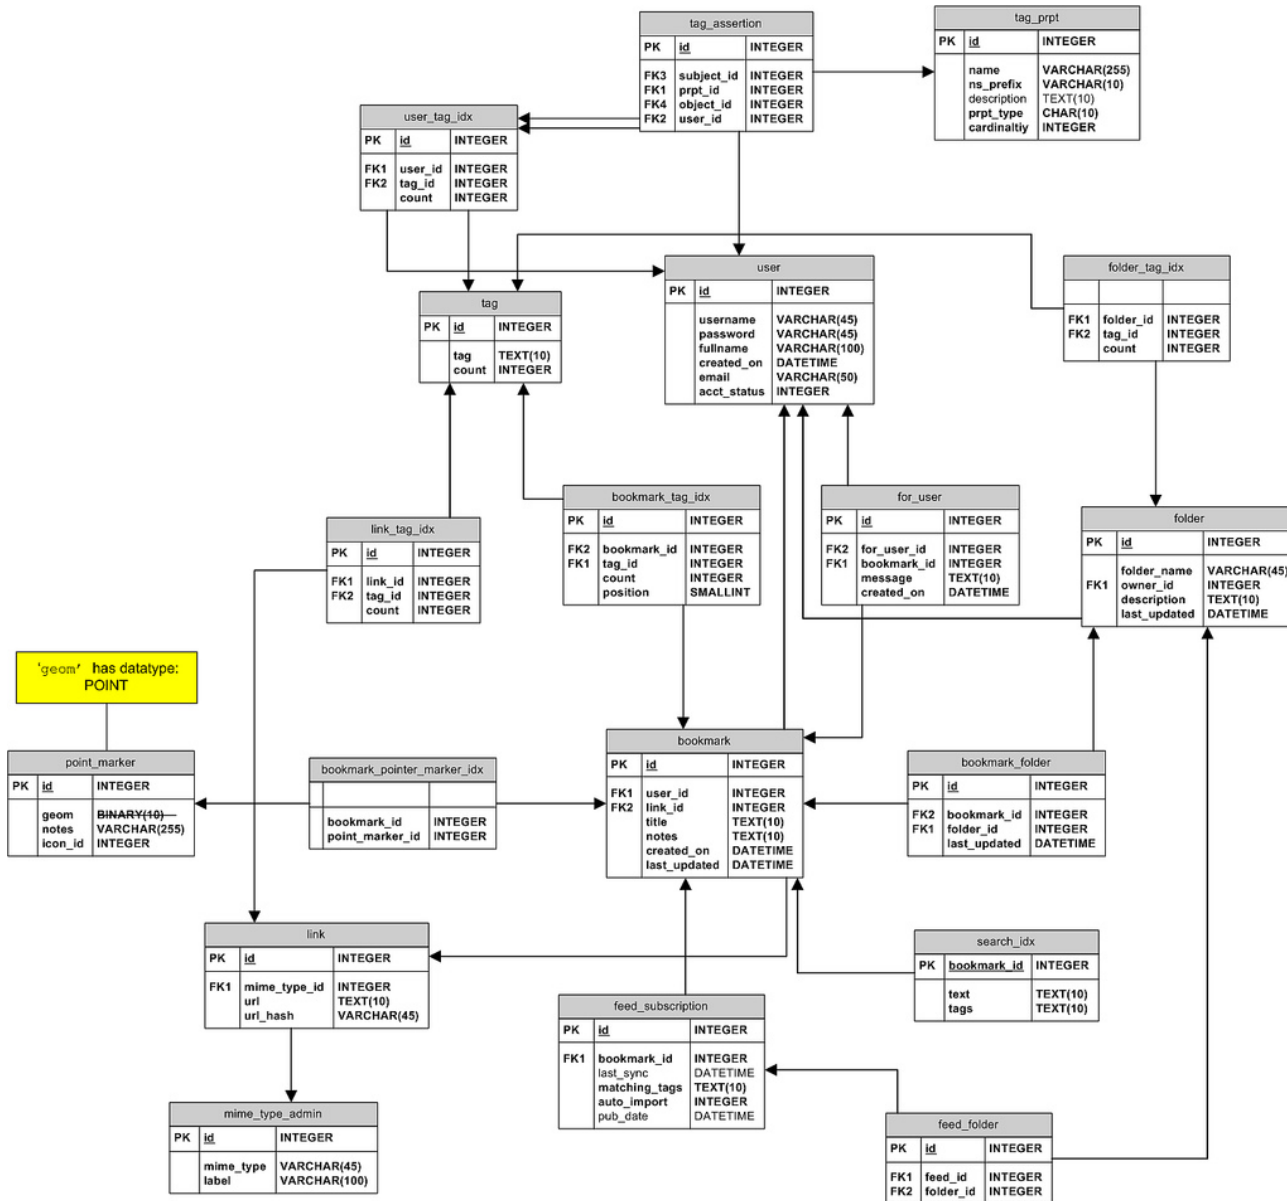 tag_assertion
PK id INTEGER
FK3 subject_id INTEGER
FK1 prpt_id INTEGER
FK4 object_id INTEGER
FK2 user_id INTEGER
tag_prpt
PK id INTEGER
name VARCHAR(255)
ns_prefix VARCHAR(10)
description TEXT(10)
prpt_type CHAR(10)
cardinaltiy INTEGER
user_tag_idx
PK id INTEGER
FK1 user_id INTEGER
FK2 tag_id INTEGER
count INTEGER
tag
PK id INTEGER
tag TEXT(10)
count INTEGER
user
PK id INTEGER
username VARCHAR(45)
password VARCHAR(45)
fullname VARCHAR(100)
created_on DATETIME
email VARCHAR(50)
acct_status INTEGER
folder_tag_idx
FK1 folder_id INTEGER
FK2 tag_id INTEGER
count INTEGER
link_tag_idx
PK id INTEGER
FK1 link_id INTEGER
FK2 tag_id INTEGER
count INTEGER
bookmark_tag_idx
PK id INTEGER
FK2 bookmark_id INTEGER
FK1 tag_id INTEGER
count INTEGER
position SMALLINT
for_user
PK id INTEGER
FK2 for_user_id INTEGER
FK1 bookmark_id INTEGER
message TEXT(10)
created_on DATETIME
folder
PK id INTEGER
folder_name VARCHAR(45)
FK1 owner_id INTEGER
description TEXT(10)
last_updated DATETIME
'geom' has datatype:
POINT
point_marker
PK id INTEGER
geom BINARY(10)
notes VARCHAR(255)
icon_id INTEGER
bookmark_pointer_marker_idx
bookmark_id INTEGER
point_marker_id INTEGER
bookmark
PK id INTEGER
FK1 user_id INTEGER
FK2 link_id INTEGER
title TEXT(10)
notes TEXT(10)
created_on DATETIME
last_updated DATETIME
bookmark_folder
PK id INTEGER
FK2 bookmark_id INTEGER
FK1 folder_id INTEGER
last_updated DATETIME
link
PK id INTEGER
FK1 mime_type_id INTEGER
url TEXT(10)
url_hash VARCHAR(45)
search_idx
PK bookmark_id INTEGER
text TEXT(10)
tags TEXT(10)
feed_subscription
PK id INTEGER
FK1 bookmark_id INTEGER
last_sync DATETIME
matching_tags TEXT(10)
auto_import INTEGER
pub_date DATETIME
mime_type_admin
PK id INTEGER
mime_type VARCHAR(45)
label VARCHAR(100)
feed_folder
PK id INTEGER
FK1 feed_id INTEGER
FK2 folder_id INTEGER